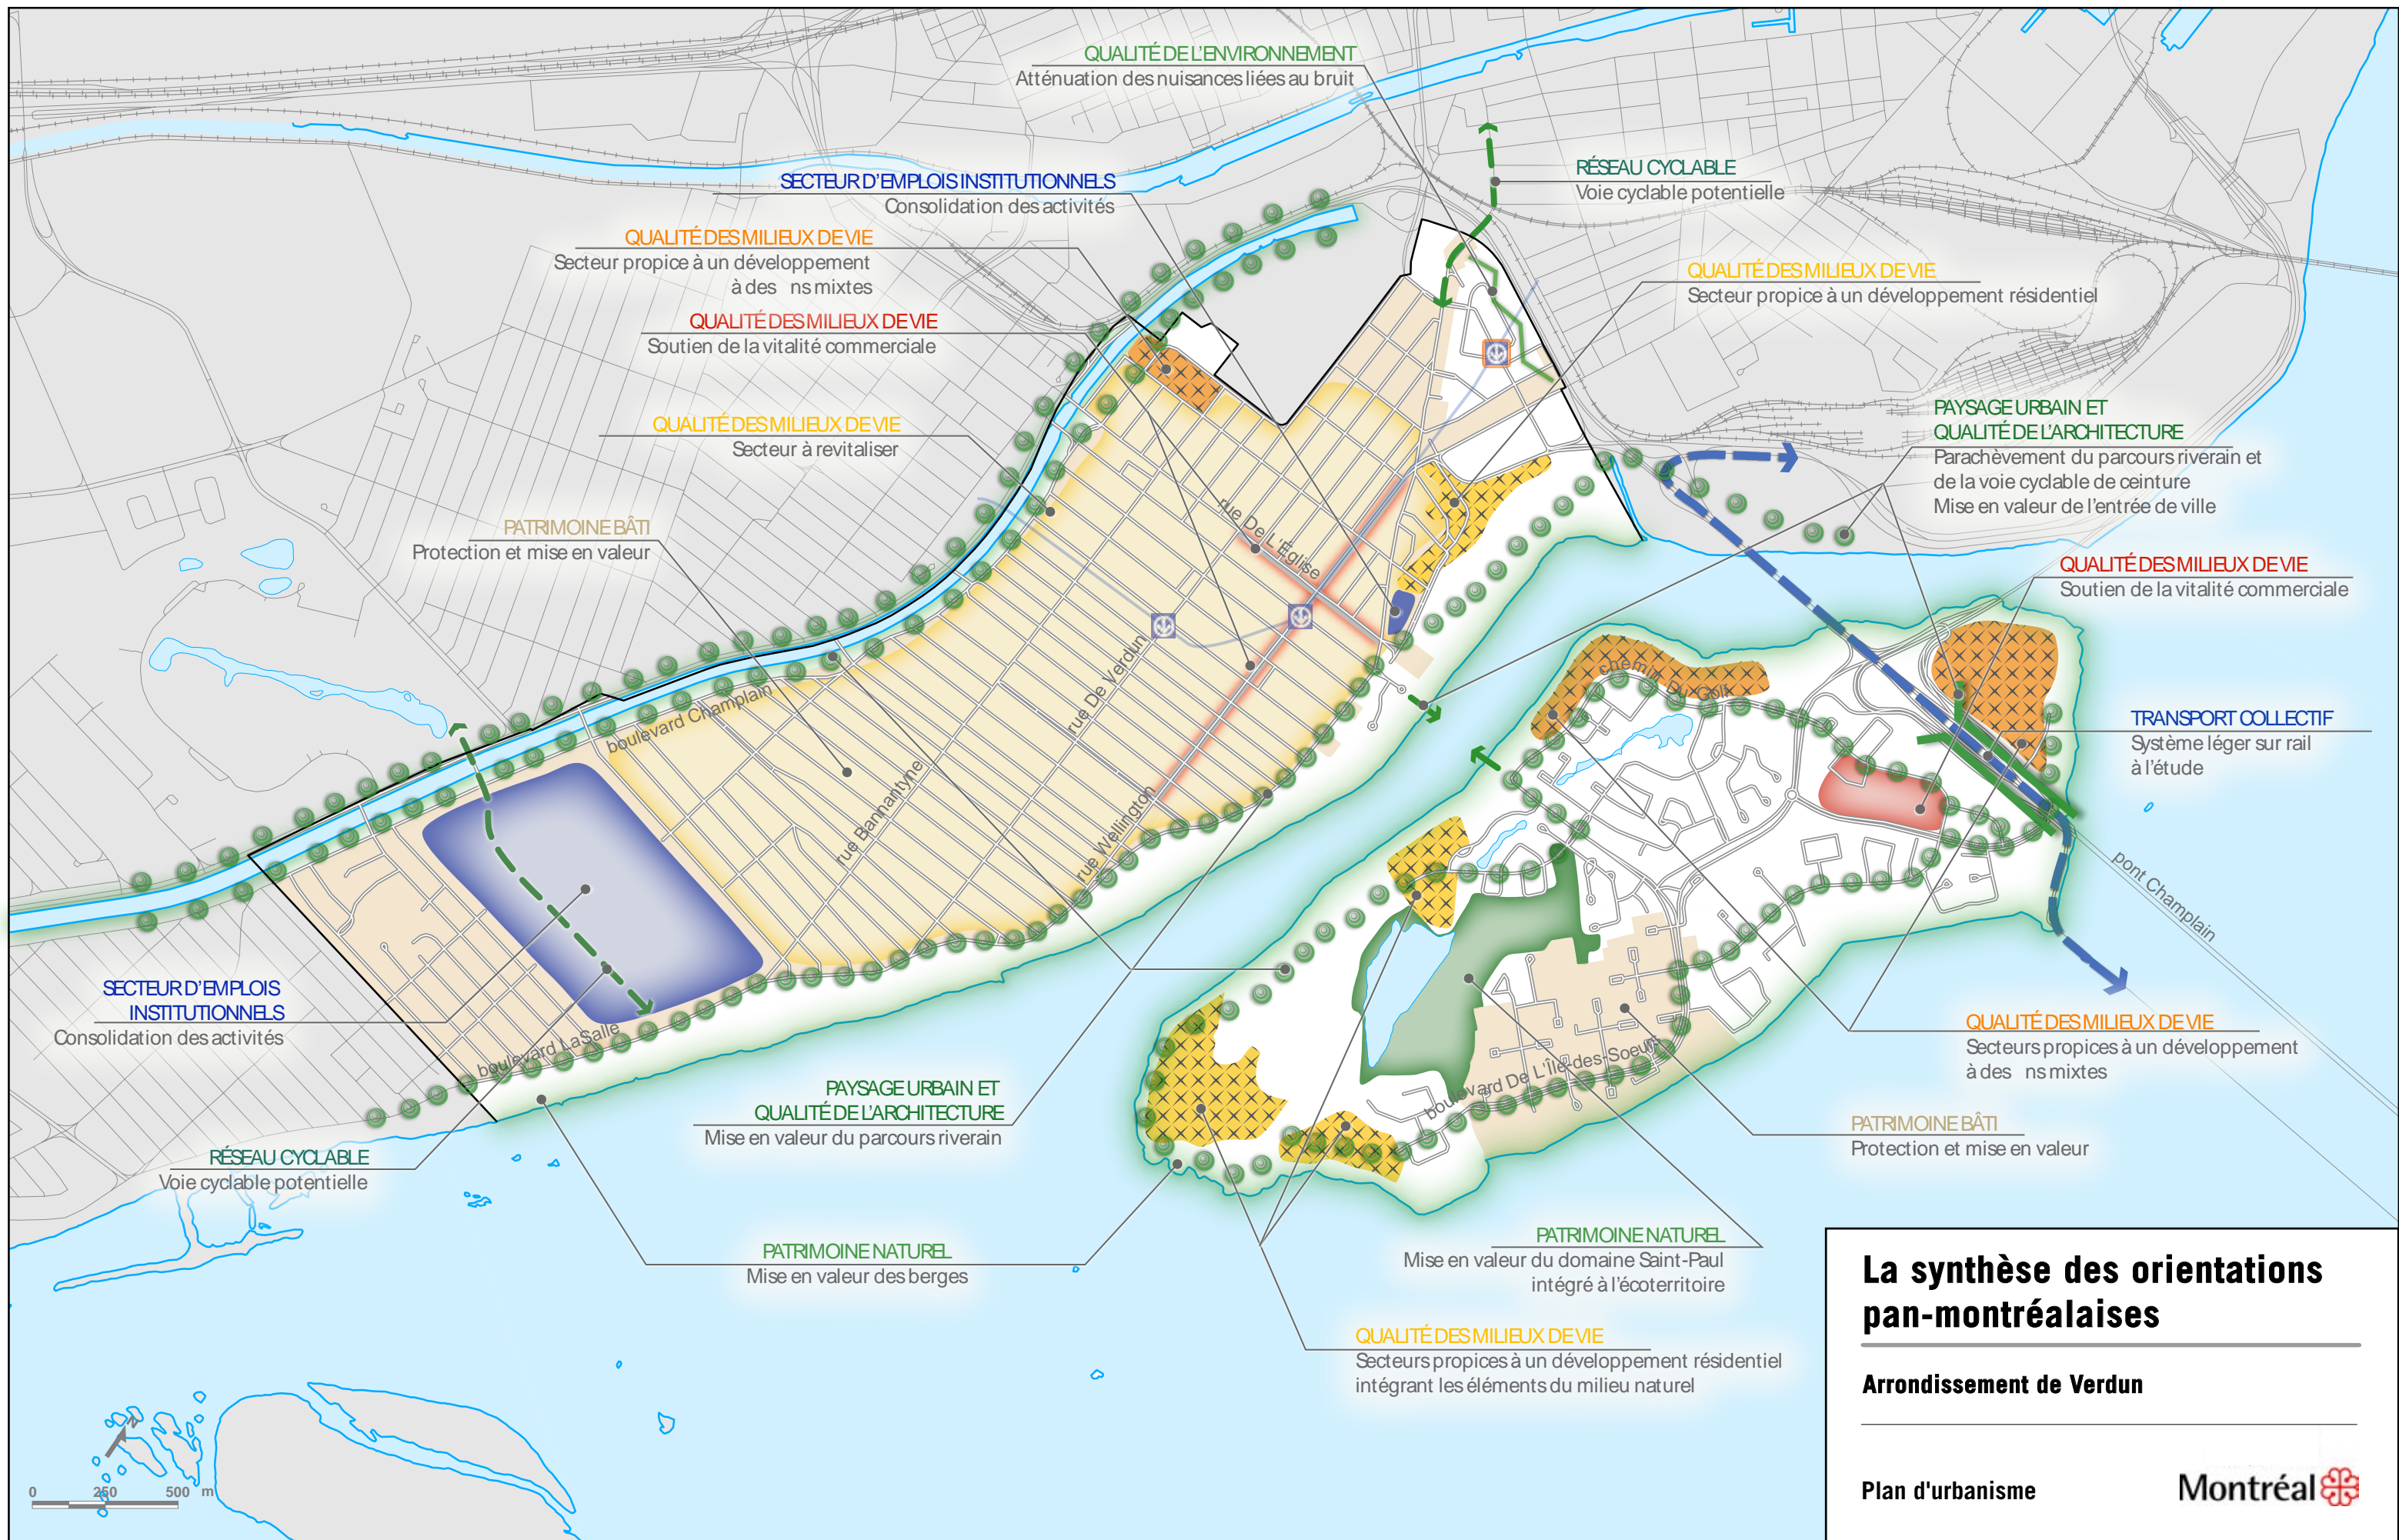 QUALITÉ DE L'ENVIRONNEMENT
Atténuation des nuisances liées au bruit
RÉSEAU CYCLABLE
Voie cyclable potentielle
SECTEUR D'EMPLOIS INSTITUTIONNELS
Consolidation des activités
QUALITÉ DES MILIEUX DE VIE
Secteur propice à un développement
à des ns mixtes
QUALITÉ DES MILIEUX DE VIE
Secteur propice à un développement résidentiel
QUALITÉ DES MILIEUX DE VIE
Soutien de la vitalité commerciale
QUALITÉ DES MILIEUX DE VIE
Secteur à revitaliser
PAYSAGE URBAIN ET
QUALITÉ DE L'ARCHITECTURE
Parachèvement du parcours riverain et
de la voie cyclable de ceinture
Mise en valeur de l'entrée de ville
PATRIMOINE BÂTI
Protection et mise en valeur
QUALITÉ DES MILIEUX DE VIE
Soutien de la vitalité commerciale
TRANSPORT COLLECTIF
Système léger sur rail
à l'étude
rue De L'Église
rue De Verdun
boulevard Champlain
rue Bannantyne
rue Wellington
chemin Du Golf
pont Champlain
boulevard LaSalle
boulevard De L'Île-des-Soeurs
SECTEUR D'EMPLOIS
INSTITUTIONNELS
Consolidation des activités
QUALITÉ DES MILIEUX DE VIE
Secteurs propices à un développement
à des ns mixtes
PAYSAGE URBAIN ET
QUALITÉ DE L'ARCHITECTURE
Mise en valeur du parcours riverain
PATRIMOINE BÂTI
Protection et mise en valeur
RÉSEAU CYCLABLE
Voie cyclable potentielle
PATRIMOINE NATUREL
Mise en valeur des berges
PATRIMOINE NATUREL
Mise en valeur du domaine Saint-Paul
intégré à l'écoterritoire
QUALITÉ DES MILIEUX DE VIE
Secteurs propices à un développement résidentiel
intégrant les éléments du milieu naturel
N
0 250 500 m
La synthèse des orientations
pan-montréalaises
Arrondissement de Verdun
Plan d'urbanisme
Montréal